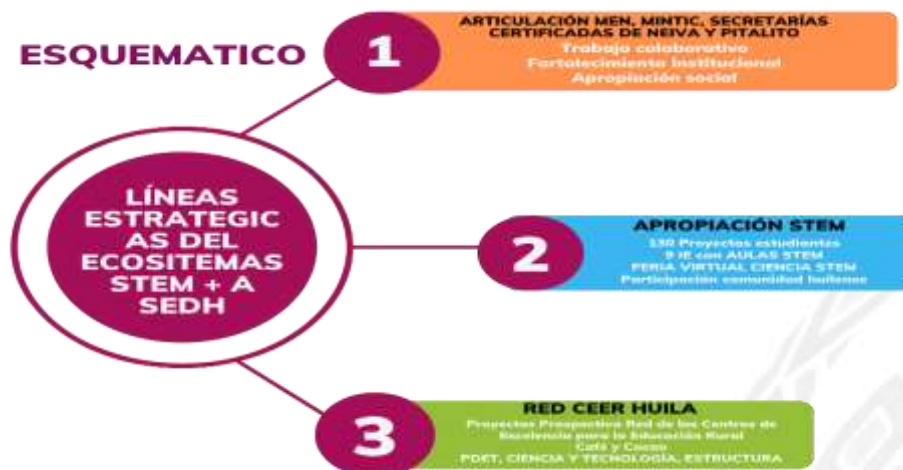 ESQUEMATICO
1
ARTICULACIÓN MEN, MINTIC, SECRETARÍAS
CERTIFICADAS DE NEIVA Y PITALITO
Trabajo colaborativo
Fortalecimiento institucional
Apropiación social
LÍNEAS
ESTRATEGIC
AS DEL
ECOSITEMAS
STEM + A
SEDH
2
APROPIACIÓN STEM
130 Proyectos estudiantes
9 IE con AULAS STEM
FERIA VIRTUAL CIENCIA STEM
Participación comunidad huilense
3
RED CEER HUILA
Proyectos Prospectiva Red de los Centros de
Excelencia para la Educación Rural
Café y Cacao
PDET, CIENCIA Y TECNOLOGÍA, ESTRUCTURA